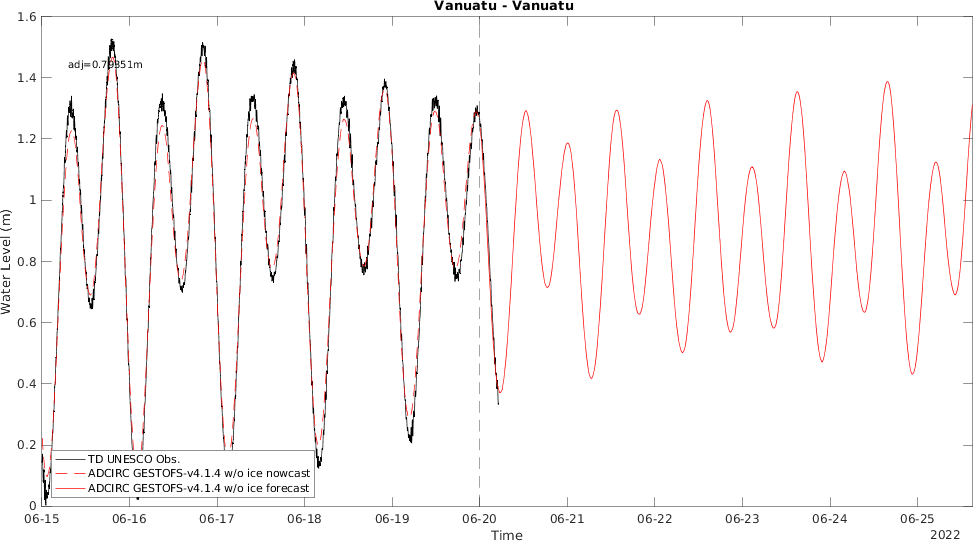 Vanuatu - Vanuatu
1.6
1.4
1.2
1
0.8
0.6
0.4
0.2
0
Water Level (m)
adj=0.79351m
TD UNESCO Obs.
ADCIRC GESTOFS-v4.1.4 w/o ice nowcast
ADCIRC GESTOFS-v4.1.4 w/o ice forecast
06-15 06-16 06-17 06-18 06-19 06-20 06-21 06-22 06-23 06-24 06-25
Time
2022